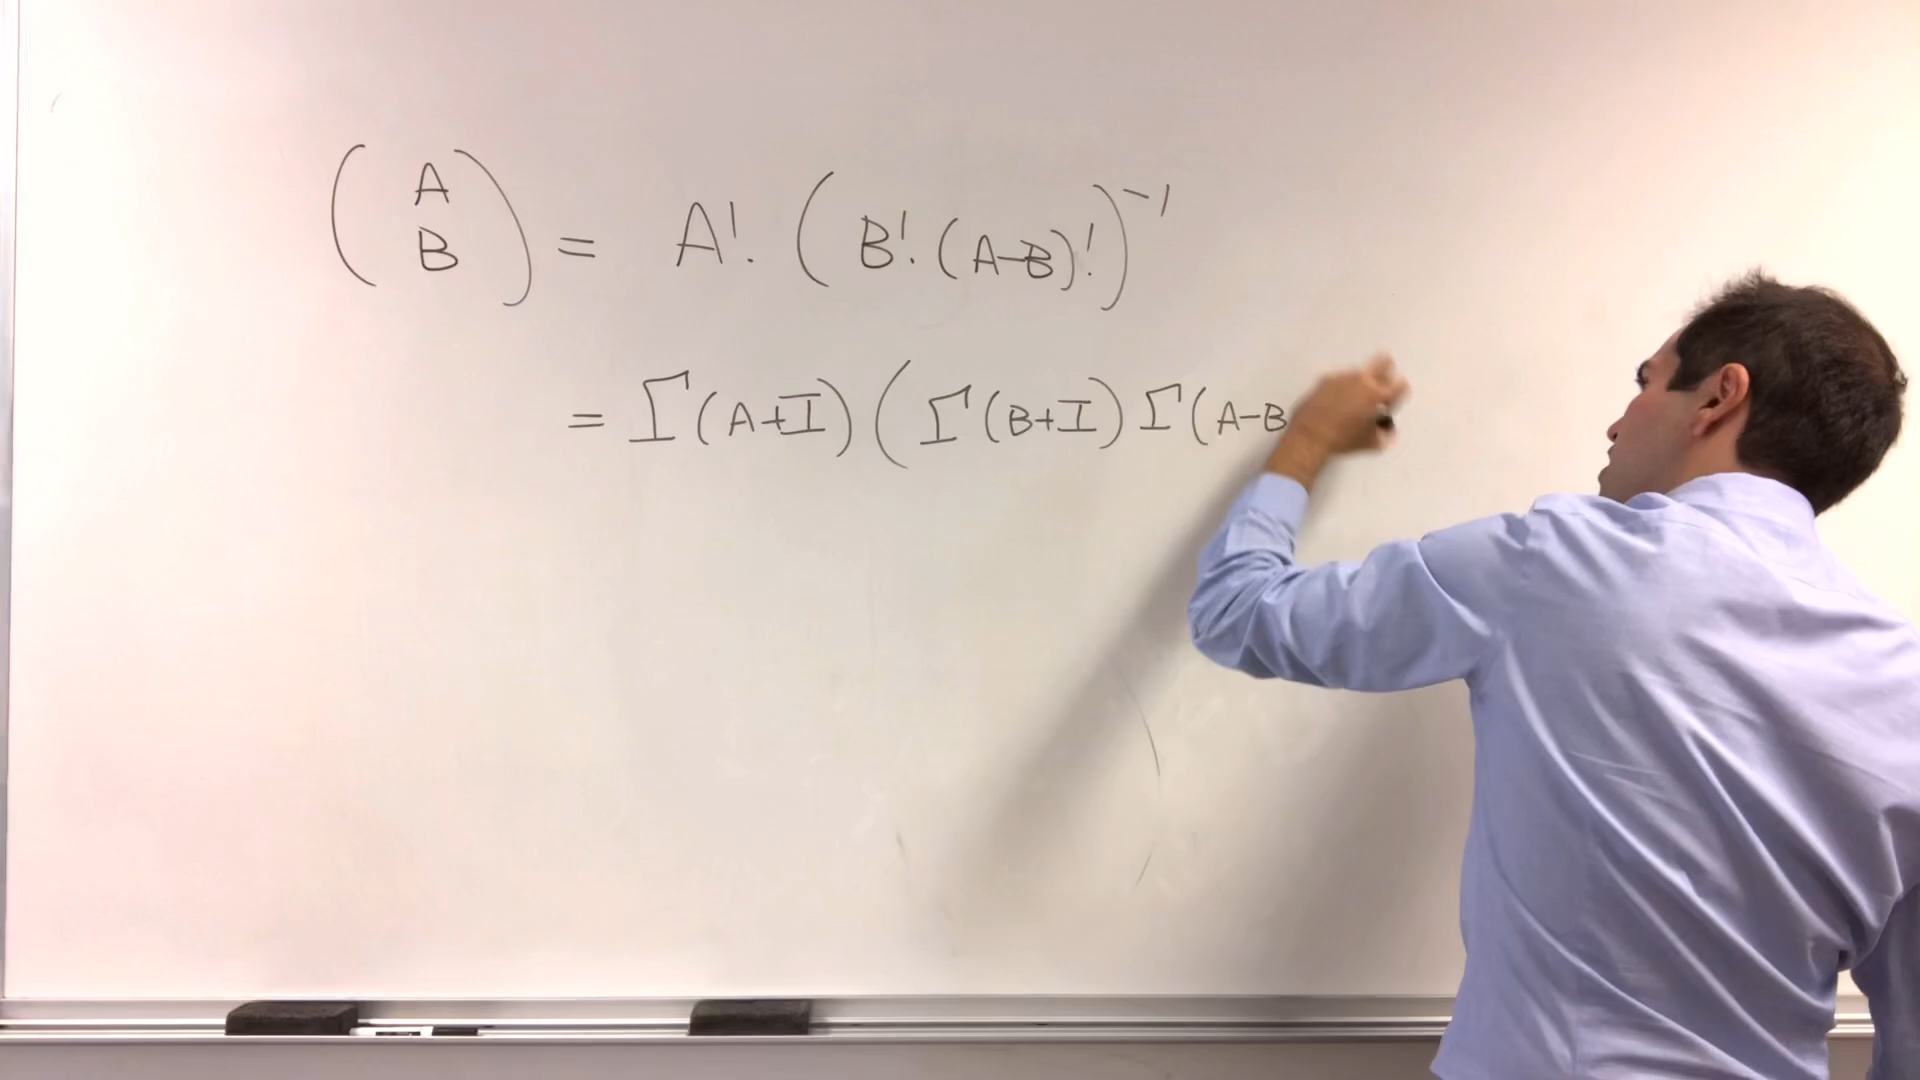 (A B) = A! · (B! · (A-B)!)⁻¹
= Γ(A+I) (Γ(B+I) Γ(A-B